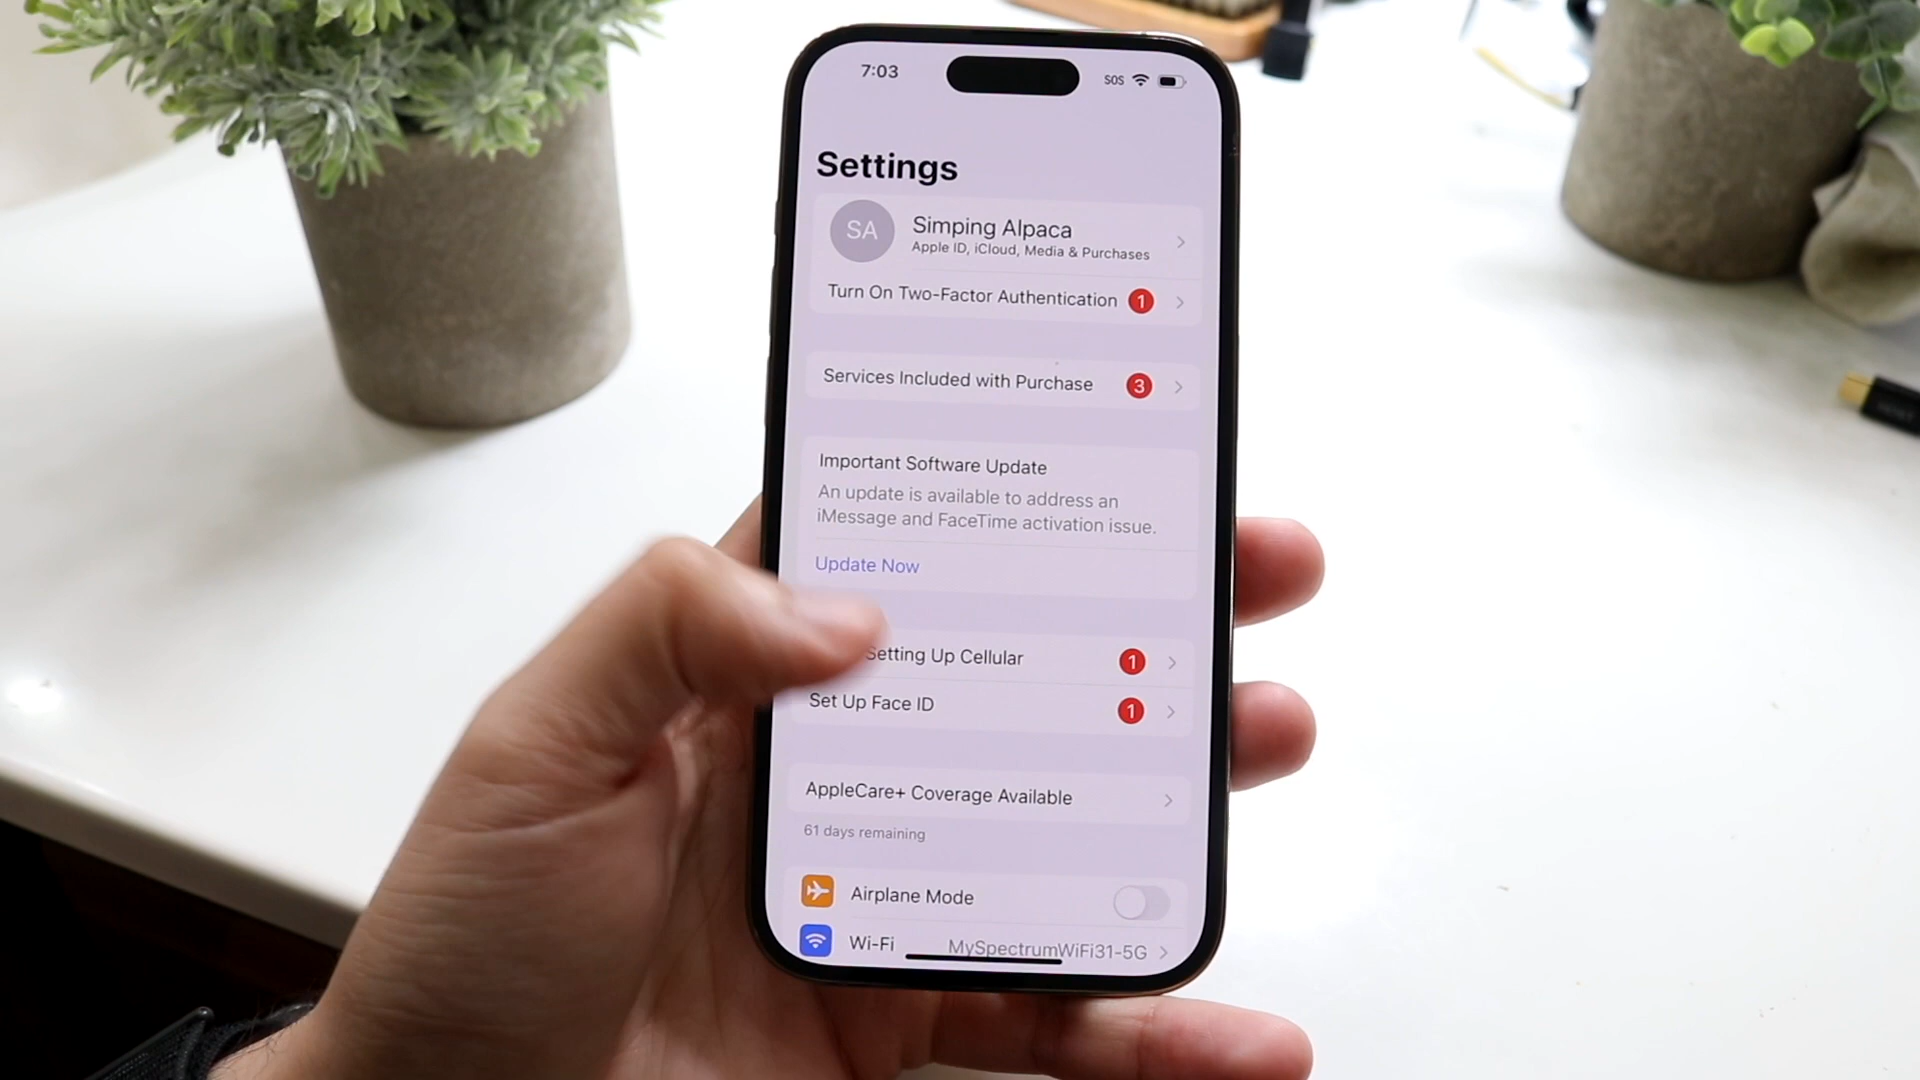 7:03
SOS
Settings
SA
Simping Alpaca
Apple ID, iCloud, Media & Purchases
Turn On Two-Factor Authentication 1
Services Included with Purchase 3
Important Software Update
An update is available to address an
iMessage and FaceTime activation issue.
Update Now
Setting Up Cellular 1
Set Up Face ID 1
AppleCare+ Coverage Available
61 days remaining
Airplane Mode
Wi-Fi MySpectrumWiFi31-5G